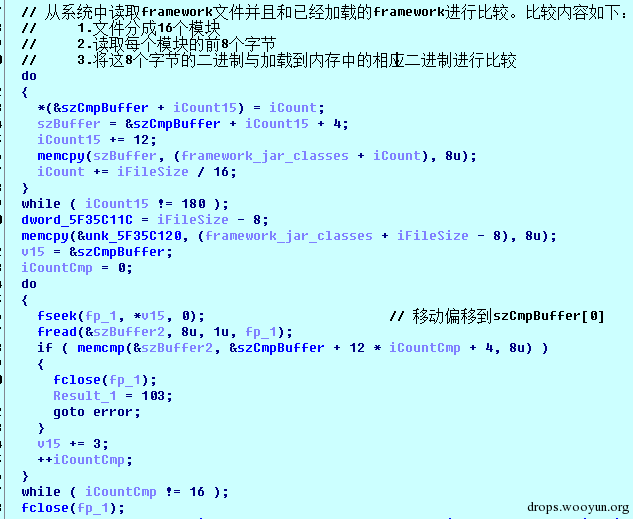 // 从系统中读取framework文件并且和已经加载的framework进行比较。比较内容如下：
//     1.文件分成16个模块
//     2.读取每个模块的前8个字节
//     3.将这8个字节的二进制与加载到内存中的相应二进制进行比较
do
{
  *(&szCmpBuffer + iCount15) = iCount;
  szBuffer = &szCmpBuffer + iCount15 + 4;
  iCount15 += 12;
  memcpy(szBuffer, (framework_jar_classes + iCount), 8u);
  iCount += iFileSize / 16;
}
while ( iCount15 != 180 );
dword_5F35C11C = iFileSize - 8;
memcpy(&unk_5F35C120, (framework_jar_classes + iFileSize - 8), 8u);
v15 = &szCmpBuffer;
iCountCmp = 0;
do
{
  fseek(fp_1, *v15, 0);                // 移动偏移到szCmpBuffer[0]
  fread(&szBuffer2, 8u, 1u, fp_1);
  if ( memcmp(&szBuffer2, &szCmpBuffer + 12 * iCountCmp + 4, 8u) )
  {
    fclose(fp_1);
    Result_1 = 103;
    goto error;
  }
  v15 += 3;
  ++iCountCmp;
}
while ( iCountCmp != 16 );
fclose(fp_1);
drops.wooyun.org